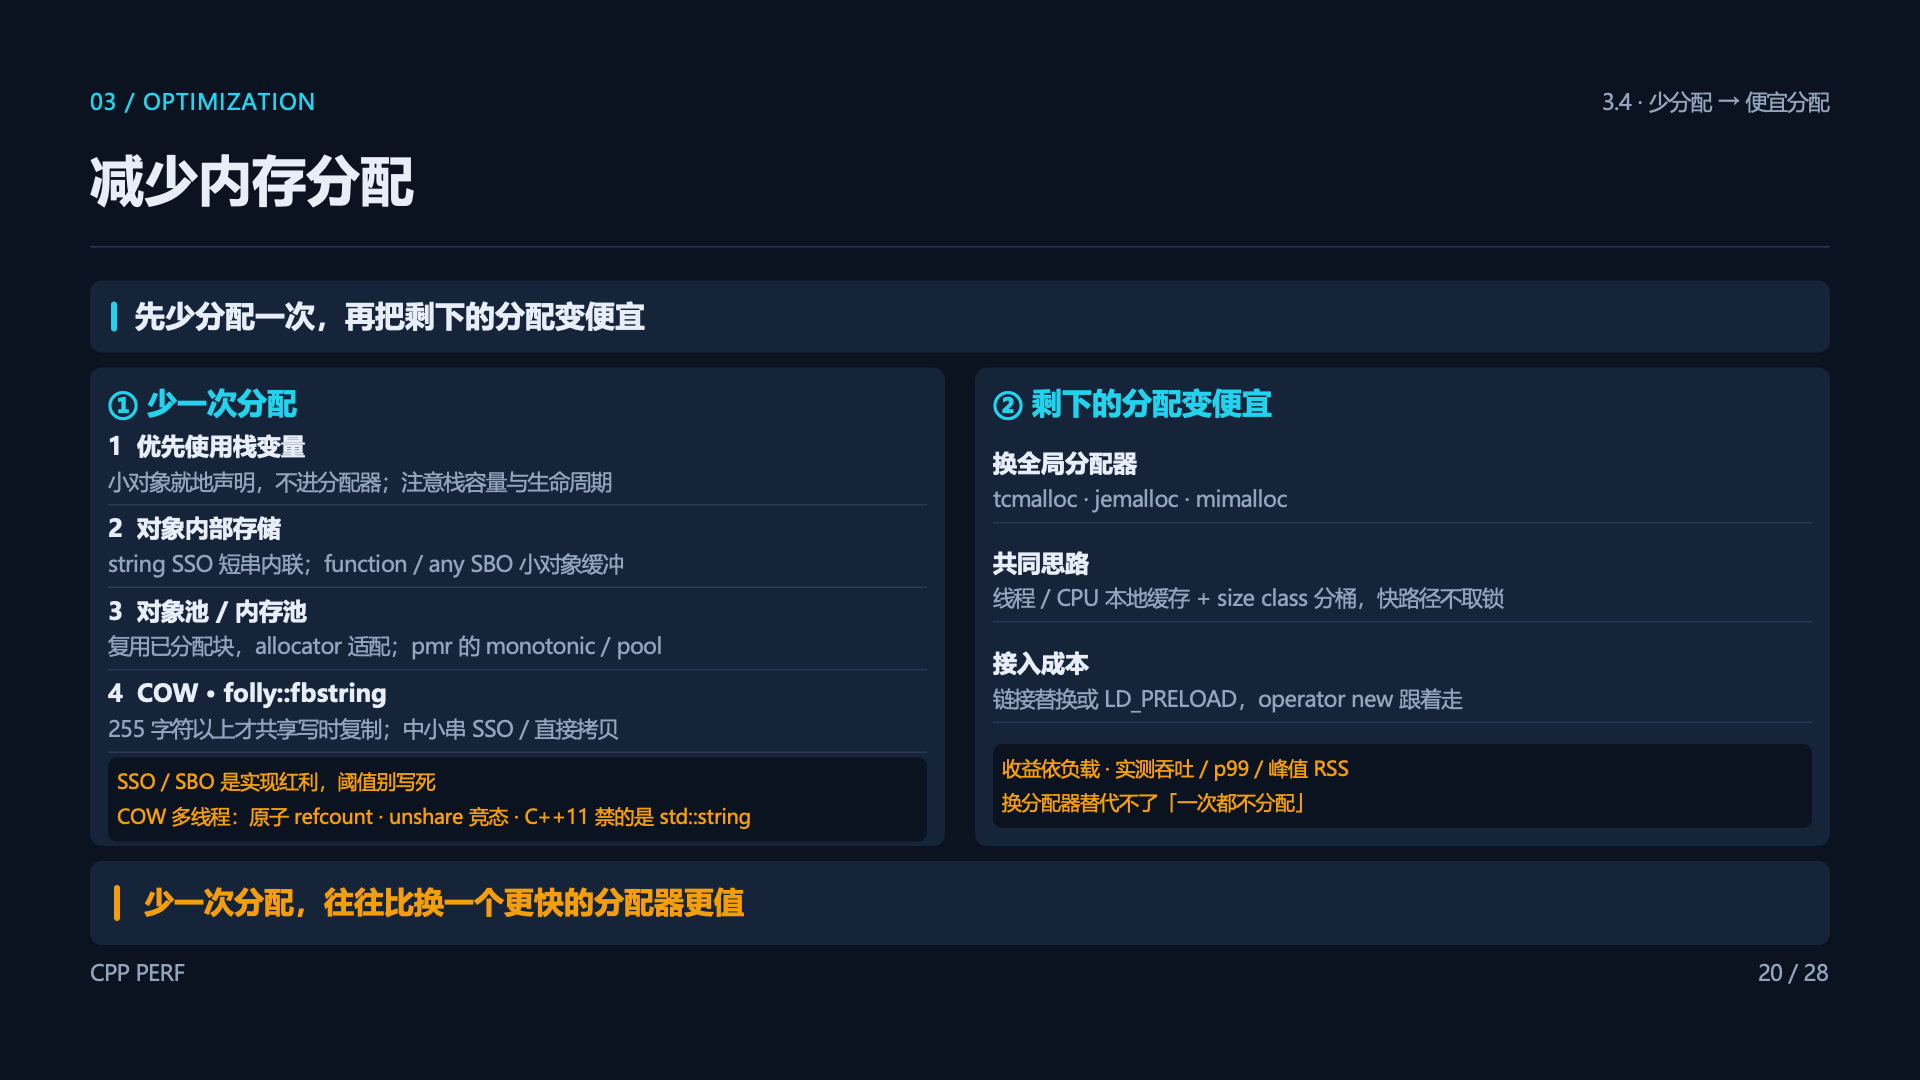 03 / OPTIMIZATION
3.4 · 少分配 → 便宜分配
减少内存分配
先少分配一次，再把剩下的分配变便宜
① 少一次分配
1 优先使用栈变量
小对象就地声明，不进分配器；注意栈容量与生命周期
2 对象内部存储
string SSO 短串内联；function / any SBO 小对象缓冲
3 对象池 / 内存池
复用已分配块，allocator 适配；pmr 的 monotonic / pool
4 COW • folly::fbstring
255 字符以上才共享写时复制；中小串 SSO / 直接拷贝
SSO / SBO 是实现红利，阈值别写死
COW 多线程：原子 refcount · unshare 竞态 · C++11 禁的是 std::string
② 剩下的分配变便宜
换全局分配器
tcmalloc · jemalloc · mimalloc
共同思路
线程 / CPU 本地缓存 + size class 分桶，快路径不取锁
接入成本
链接替换或 LD_PRELOAD，operator new 跟着走
收益依负载 · 实测吞吐 / p99 / 峰值 RSS
换分配器替代不了「一次都不分配」
少一次分配，往往比换一个更快的分配器更值
CPP PERF
20 / 28